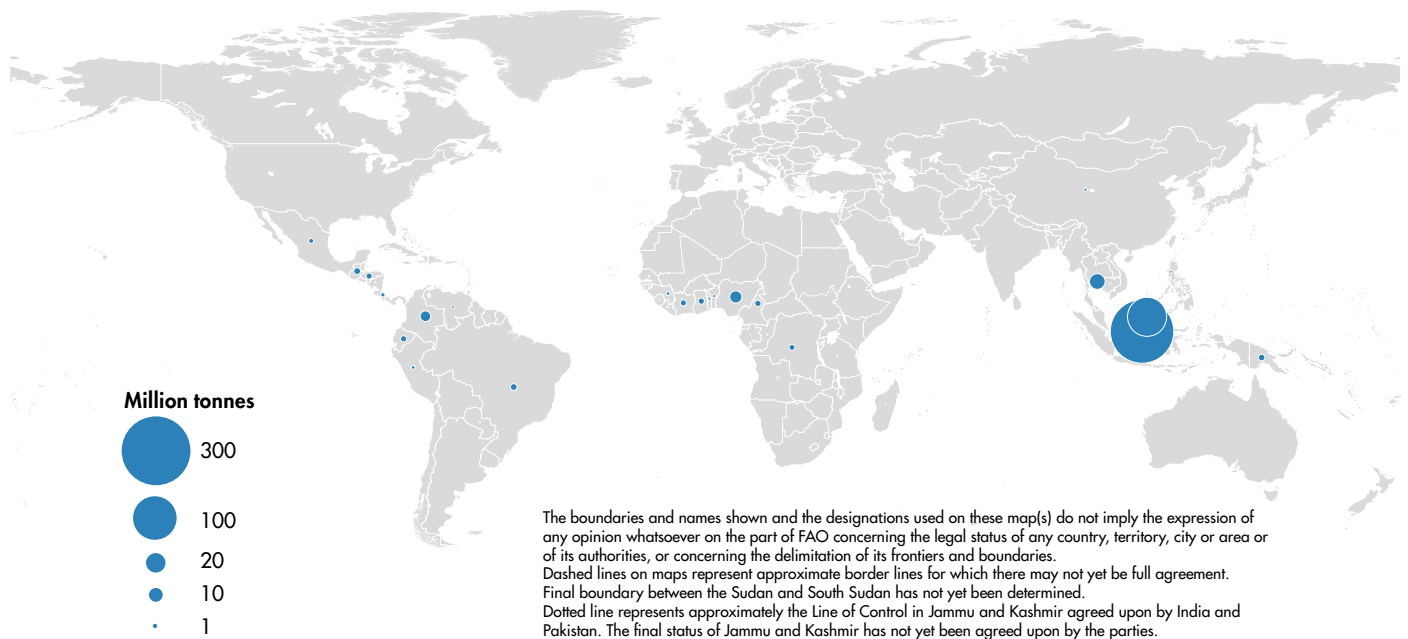 Million tonnes
300
100
20
10
1
The boundaries and names shown and the designations used on these map(s) do not imply the expression of
any opinion whatsoever on the part of FAO concerning the legal status of any country, territory, city or area or
of its authorities, or concerning the delimitation of its frontiers and boundaries.
Dashed lines on maps represent approximate border lines for which there may not yet be full agreement.
Final boundary between the Sudan and South Sudan has not yet been determined.
Dotted line represents approximately the Line of Control in Jammu and Kashmir agreed upon by India and
Pakistan. The final status of Jammu and Kashmir has not yet been agreed upon by the parties.